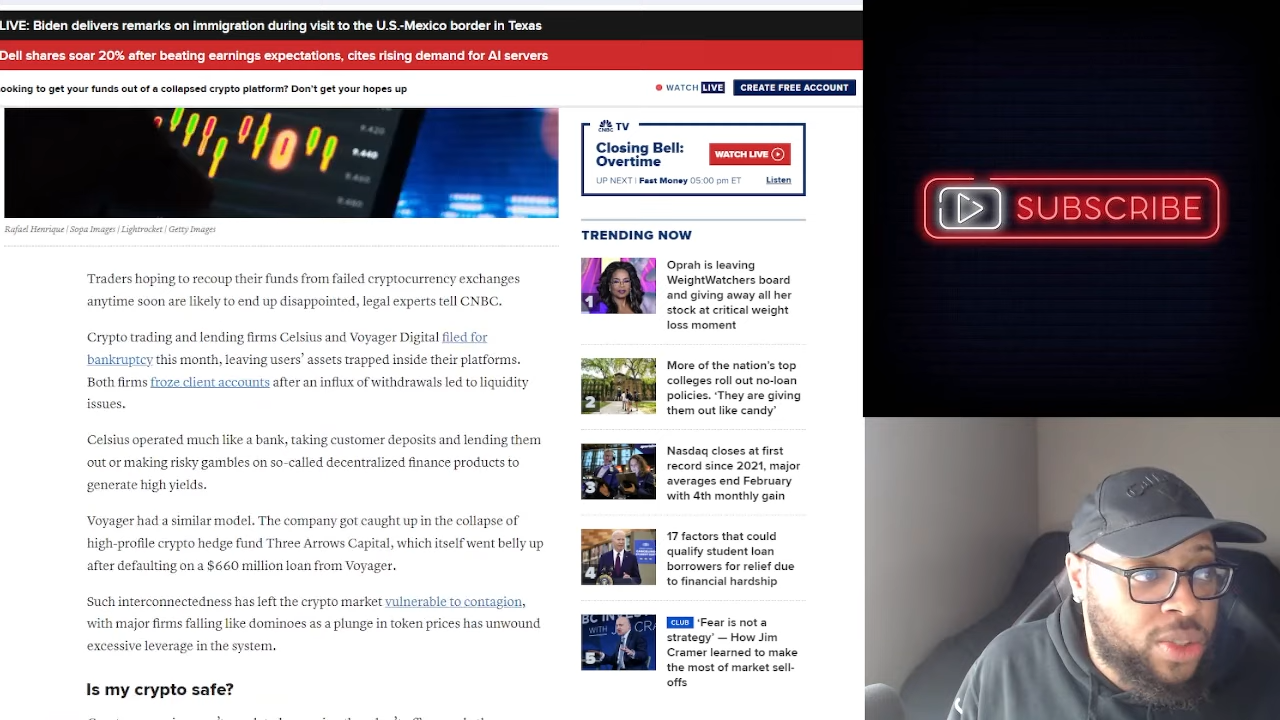 LIVE: Biden delivers remarks on immigration during visit to the U.S.-Mexico border in Texas
Dell shares soar 20% after beating earnings expectations, cites rising demand for AI servers
ooking to get your funds out of a collapsed crypto platform? Don't get your hopes up
WATCH LIVE
CREATE FREE ACCOUNT
9.420
9.440
9.460
Rafael Henrique | Sopa Images | Lightrocket | Getty Images
Traders hoping to recoup their funds from failed cryptocurrency exchanges
anytime soon are likely to end up disappointed, legal experts tell CNBC.
Crypto trading and lending firms Celsius and Voyager Digital filed for
bankruptcy this month, leaving users' assets trapped inside their platforms.
Both firms froze client accounts after an influx of withdrawals led to liquidity
issues.
Celsius operated much like a bank, taking customer deposits and lending them
out or making risky gambles on so-called decentralized finance products to
generate high yields.
Voyager had a similar model. The company got caught up in the collapse of
high-profile crypto hedge fund Three Arrows Capital, which itself went belly up
after defaulting on a $660 million loan from Voyager.
Such interconnectedness has left the crypto market vulnerable to contagion,
with major firms falling like dominoes as a plunge in token prices has unwound
excessive leverage in the system.
Is my crypto safe?
CNBC TV
Closing Bell:
Overtime
WATCH LIVE
UP NEXT | Fast Money 05:00 pm ET
Listen
TRENDING NOW
1
Oprah is leaving
WeightWatchers board
and giving away all her
stock at critical weight
loss moment
2
More of the nation's top
colleges roll out no-loan
policies. 'They are giving
them out like candy'
3
Nasdaq closes at first
record since 2021, major
averages end February
with 4th monthly gain
4
17 factors that could
qualify student loan
borrowers for relief due
to financial hardship
5
CLUB 'Fear is not a
strategy' — How Jim
Cramer learned to make
the most of market sell-
offs
SUBSCRIBE